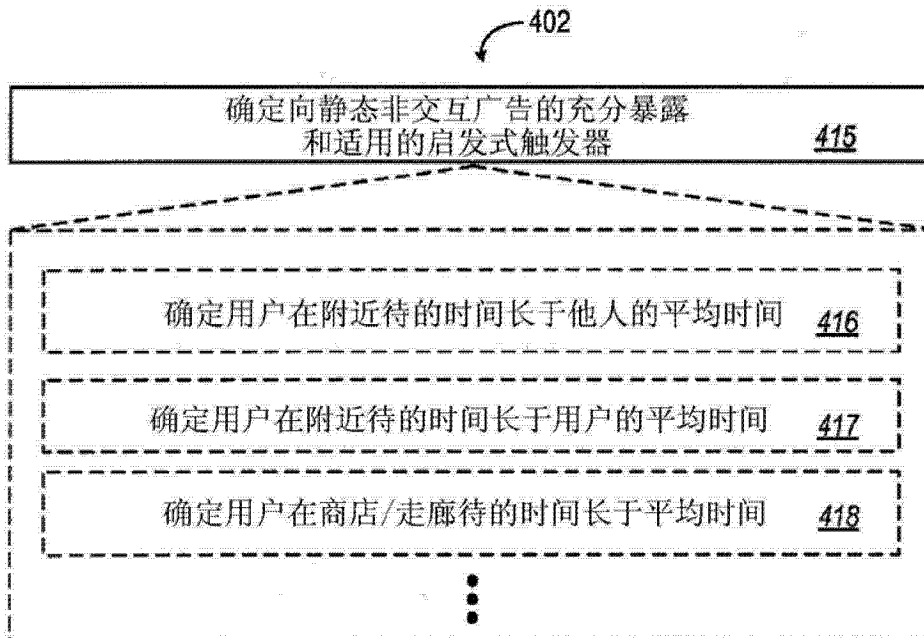 402
确定向静态非交互广告的充分暴露
和适用的启发式触发器 415
确定用户在附近待的时间长于他人的平均时间 416
确定用户在附近待的时间长于用户的平均时间 417
确定用户在商店/走廊待的时间长于平均时间 418